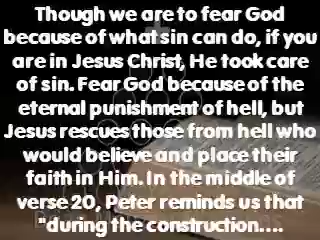 Though we are to fear God
because of what sin can do, if you
are in Jesus Christ, He took care
of sin. Fear God because of the
eternal punishment of hell, but
Jesus rescues those from hell who
would believe and place their
faith in Him. In the middle of
verse 20, Peter reminds us that
"during the construction....